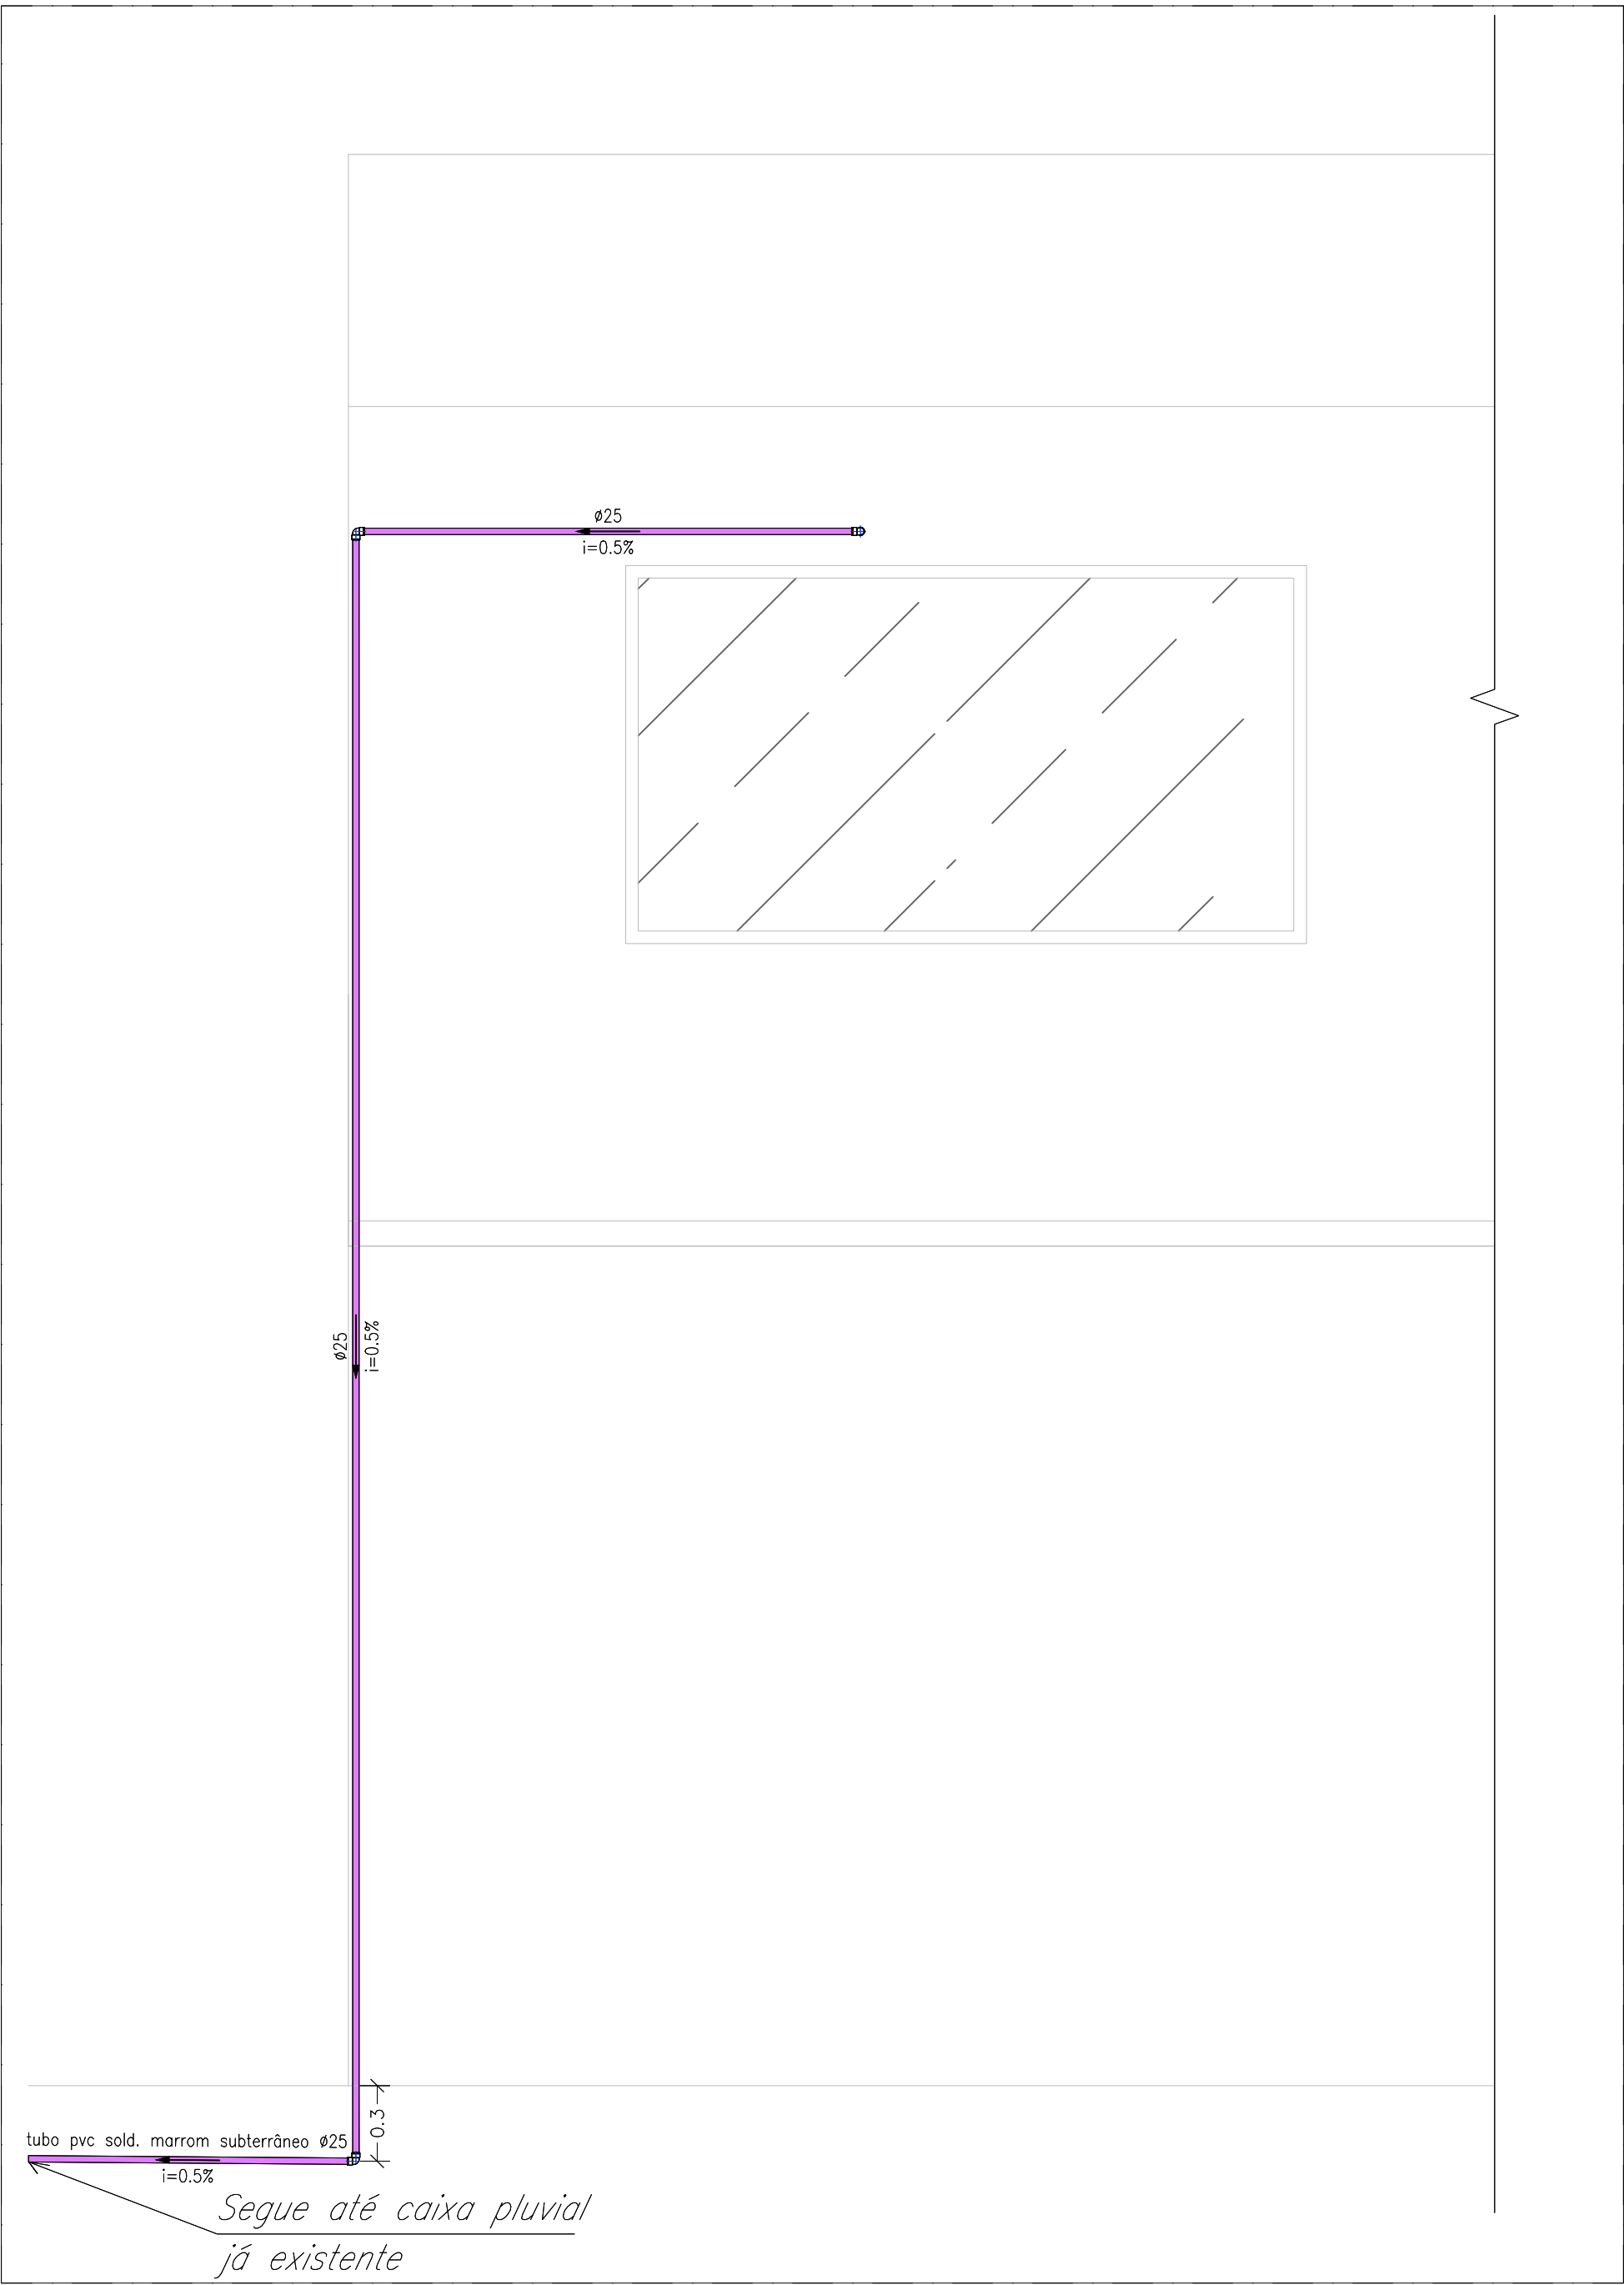 ø25
i=0.5%
ø25
i=0.5%
0.3
tubo pvc sold. marrom subterrâneo ø25
i=0.5%
Segue até caixa pluvial
já existente